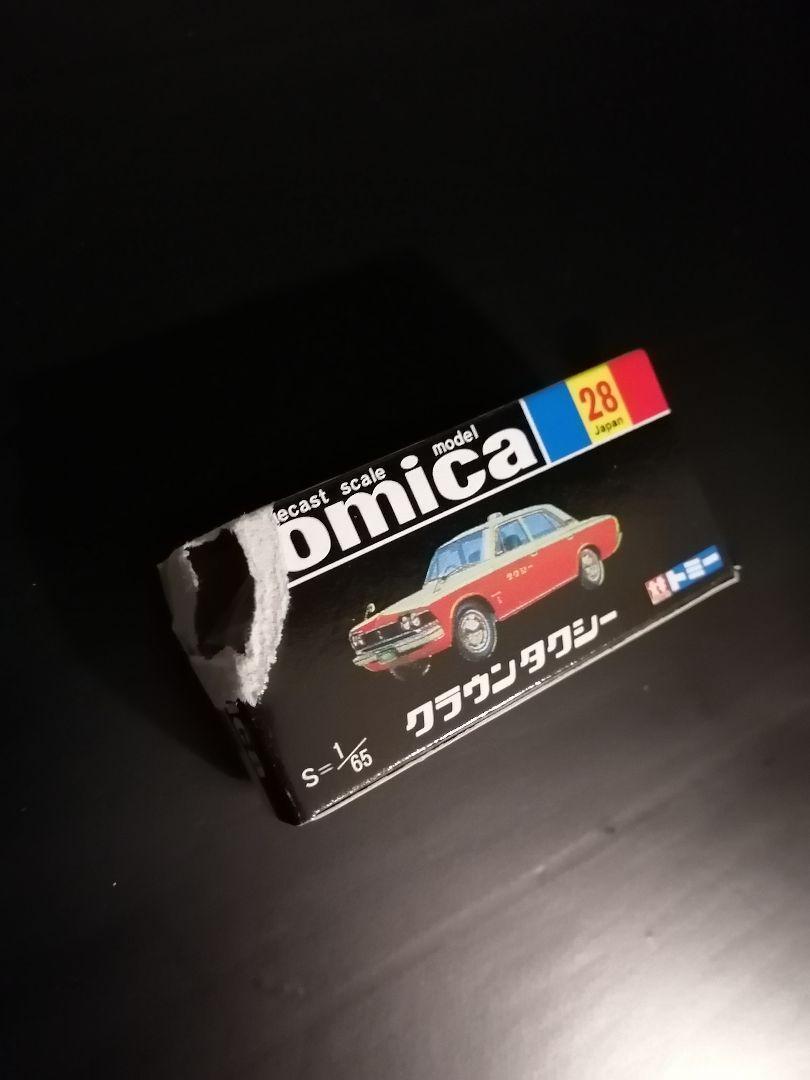 iecast scale model
omica
28
Japan
タクシー
トミー
クラウンタクシー
S=1/65